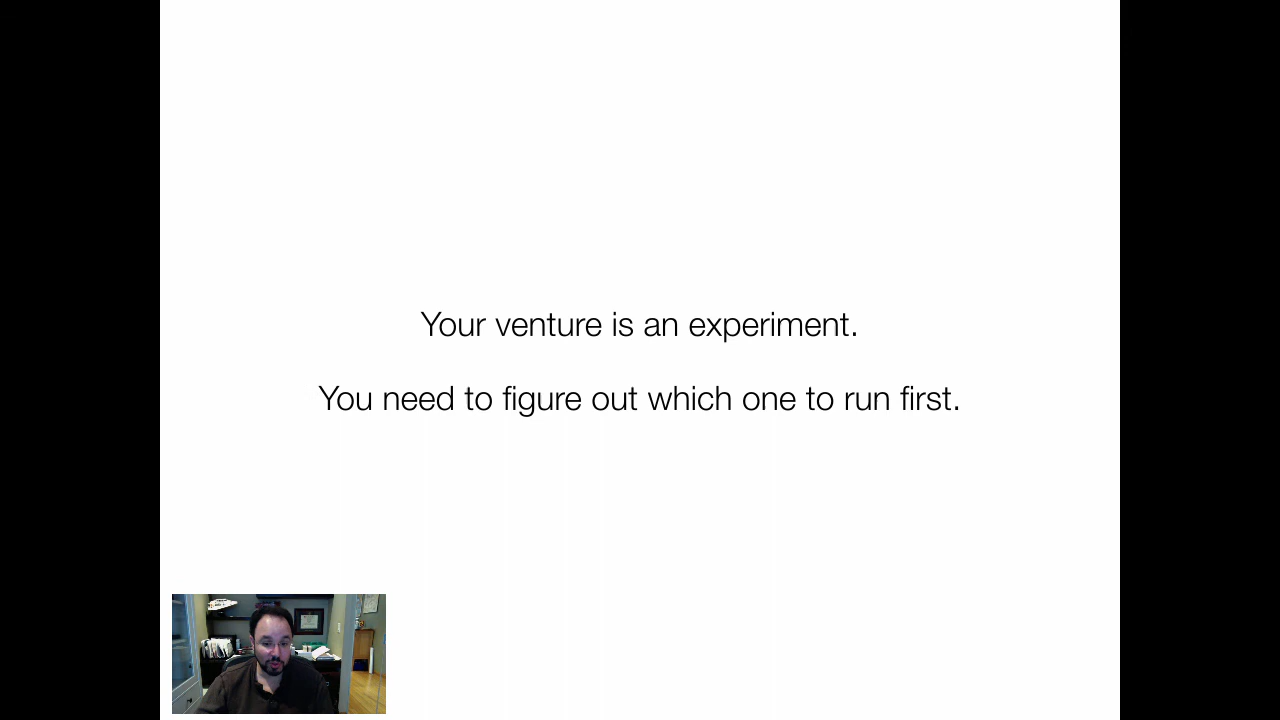 Your venture is an experiment.
You need to figure out which one to run first.